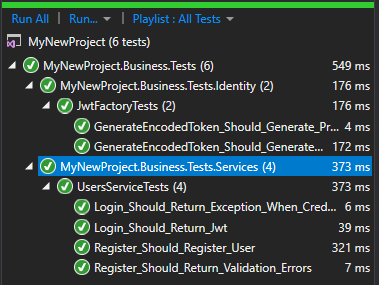 Run All | Run... | Playlist : All Tests
MyNewProject (6 tests)
MyNewProject.Business.Tests (6) 549 ms
MyNewProject.Business.Tests.Identity (2) 176 ms
JwtFactoryTests (2) 176 ms
GenerateEncodedToken_Should_Generate_Pr... 4 ms
GenerateEncodedToken_Should_Generate... 172 ms
MyNewProject.Business.Tests.Services (4) 373 ms
UsersServiceTests (4) 373 ms
Login_Should_Return_Exception_When_Cred... 6 ms
Login_Should_Return_Jwt 39 ms
Register_Should_Register_User 321 ms
Register_Should_Return_Validation_Errors 7 ms